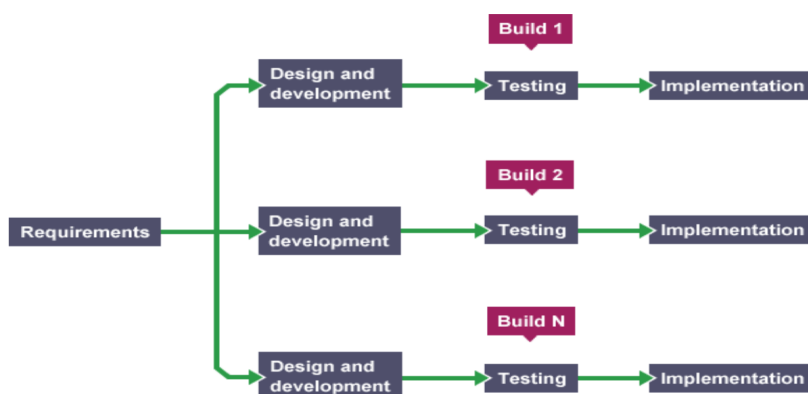 Build 1
Design and
development
Testing
Implementation
Build 2
Requirements
Design and
development
Testing
Implementation
Build N
Design and
development
Testing
Implementation